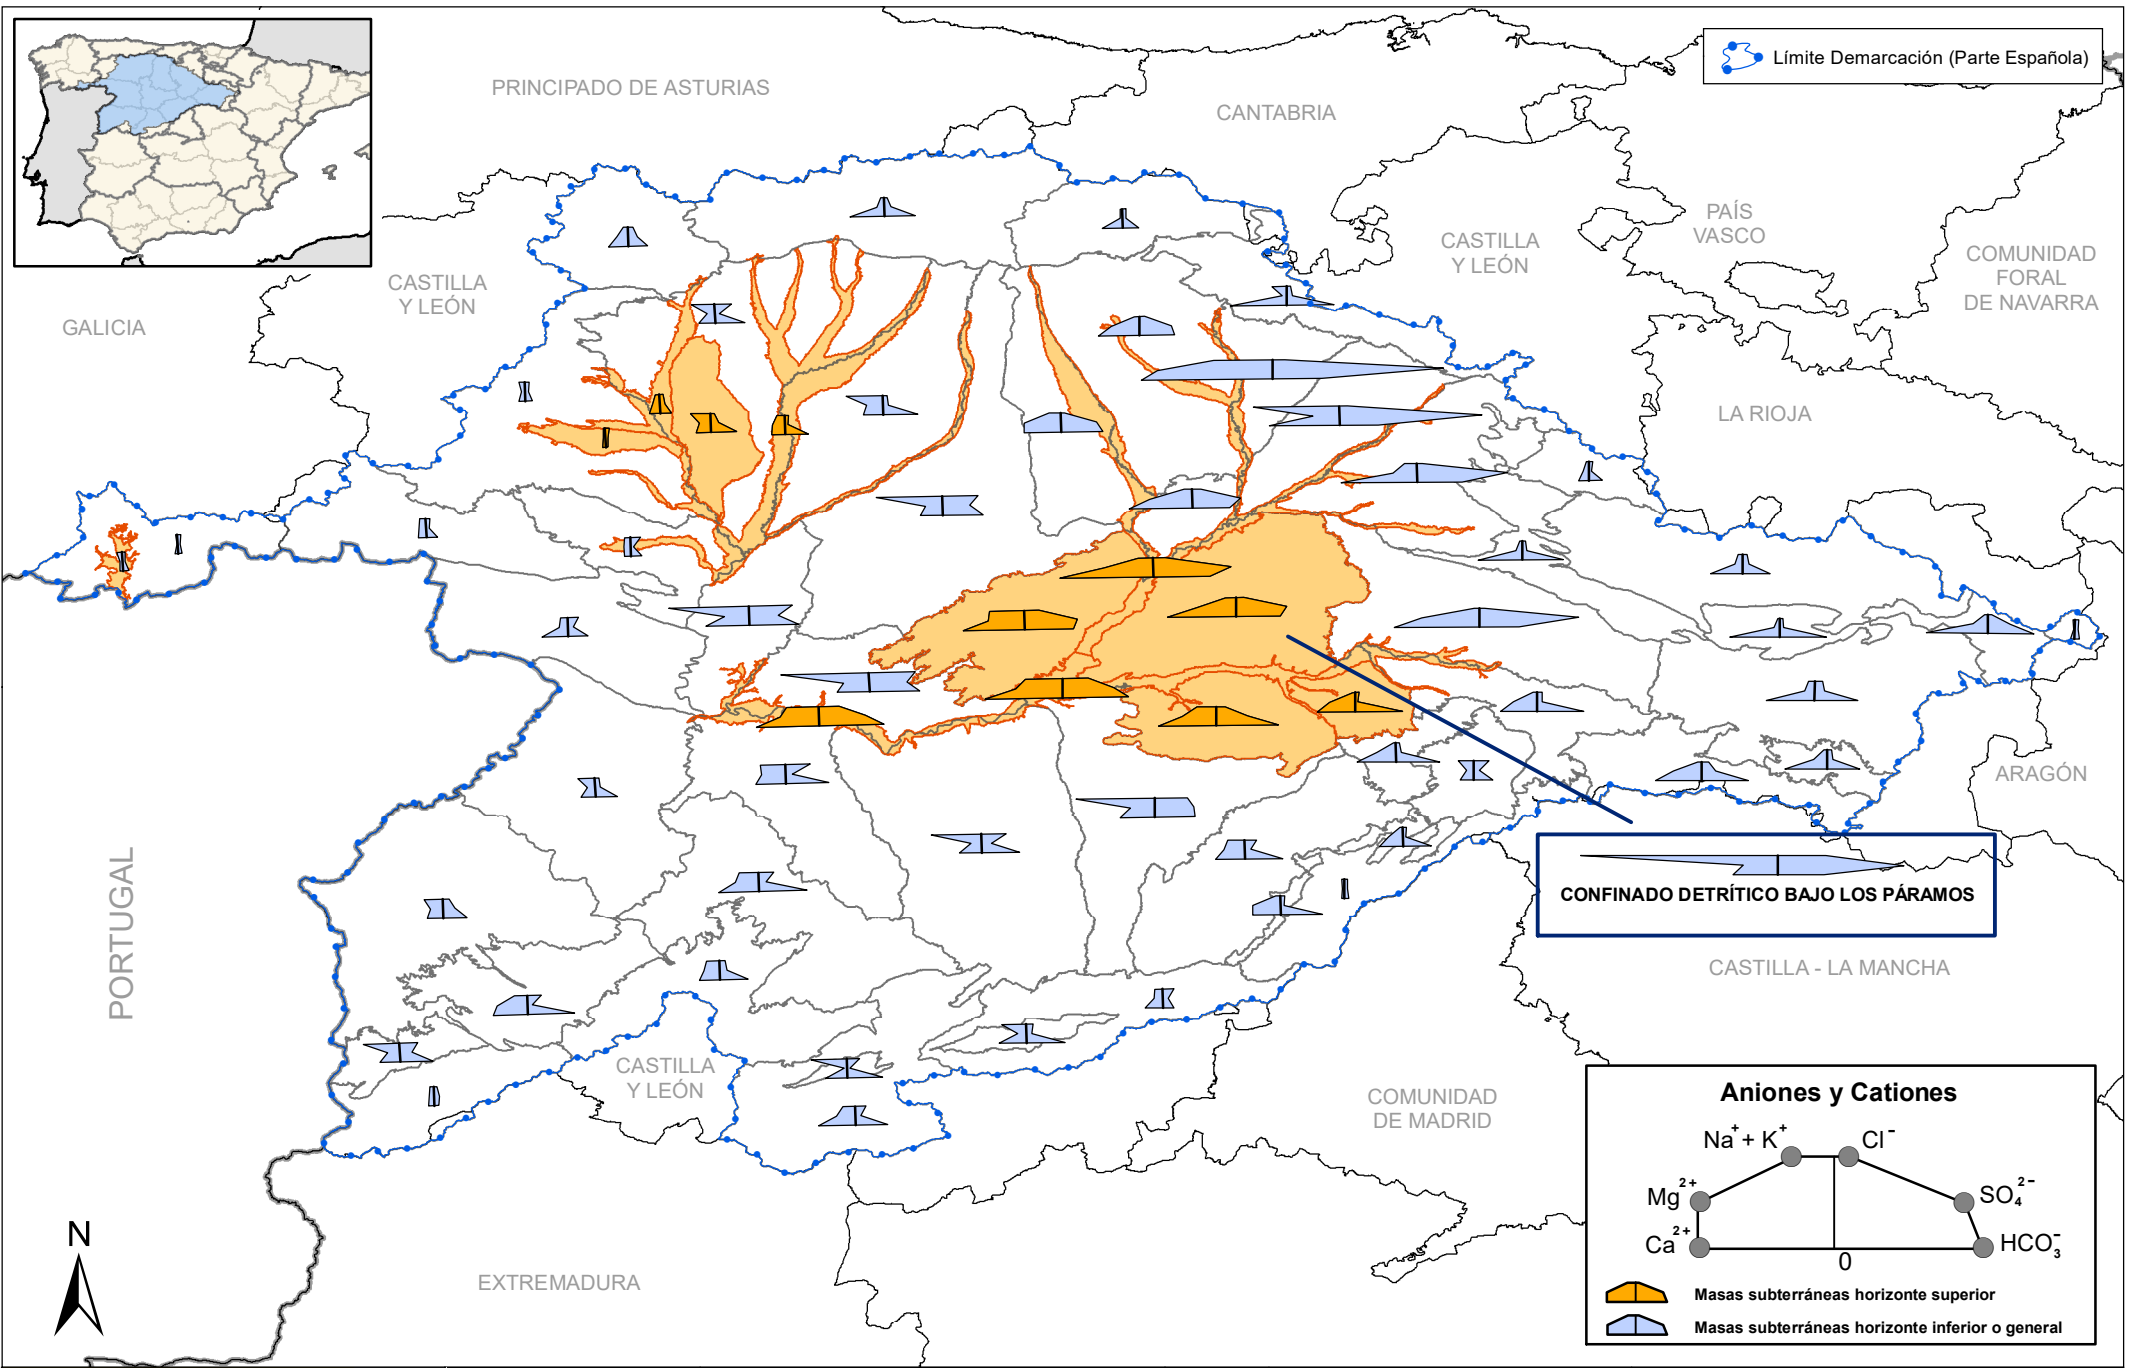 Límite Demarcación (Parte Española)
PRINCIPADO DE ASTURIAS
CANTABRIA
PAÍS
VASCO
CASTILLA
Y LEÓN
COMUNIDAD
FORAL
DE NAVARRA
CASTILLA
Y LEÓN
GALICIA
LA RIOJA
ARAGÓN
PORTUGAL
CONFINADO DETRÍTICO BAJO LOS PÁRAMOS
CASTILLA - LA MANCHA
CASTILLA
Y LEÓN
COMUNIDAD
DE MADRID
EXTREMADURA
N
Aniones y Cationes
Na⁺ + K⁺ Cl⁻
Mg²⁺ SO₄²⁻
Ca²⁺ HCO₃⁻
0
Masas subterráneas horizonte superior
Masas subterráneas horizonte inferior o general